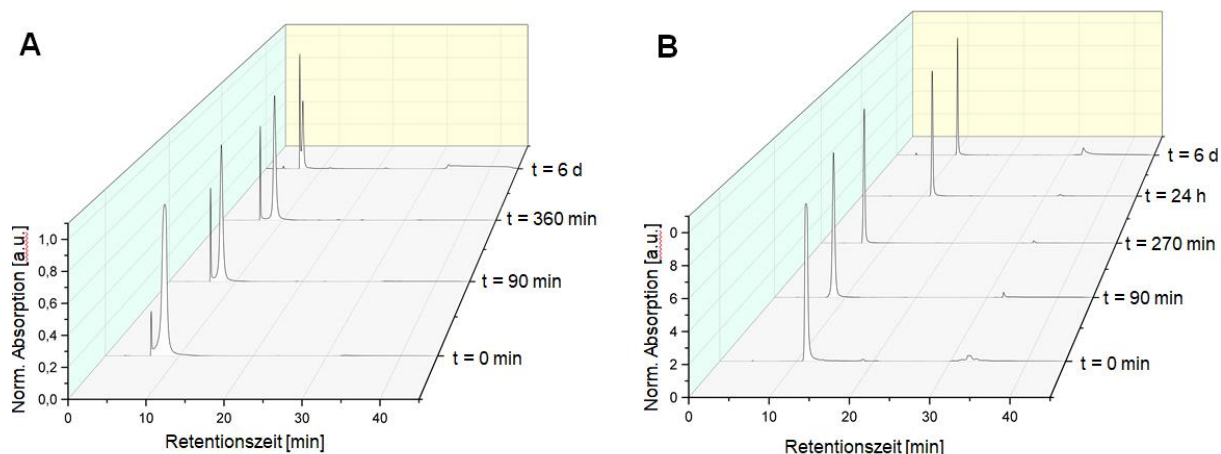 A
t = 6 d
t = 360 min
t = 90 min
t = 0 min
1,0
0,8
0,6
0,4
0,2
0,0
Norm. Absorption [a.u.]
0 10 20 30 40
Retentionszeit [min]
B
t = 6 d
t = 24 h
t = 270 min
t = 90 min
t = 0 min
0
8
6
4
2
0
Norm. Absorption [a.u.]
0 10 20 30 40
Retentionszeit [min]